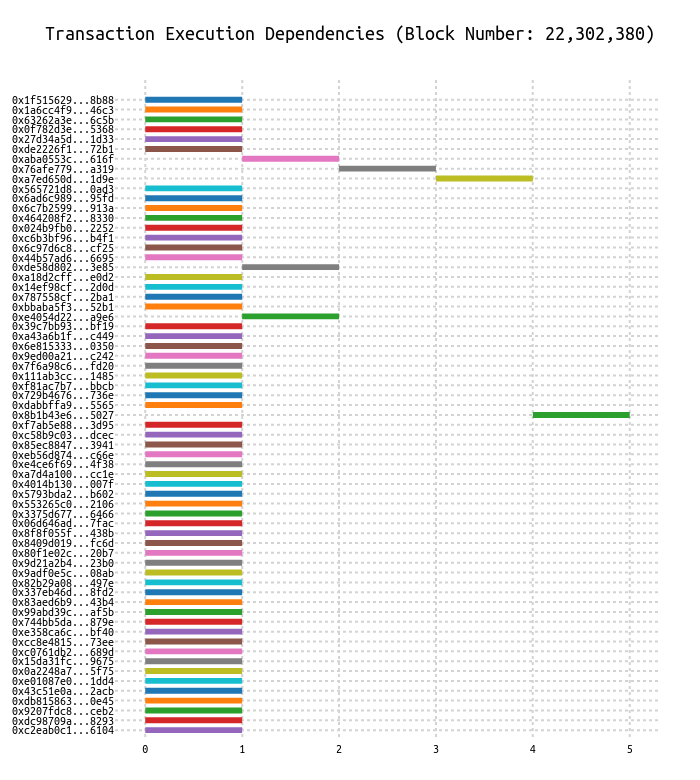 Transaction Execution Dependencies (Block Number: 22,302,380)
0x1f515629...8b88
0x1a6cc4f9...46c3
0x63262a3e...6c5b
0x0f782d3e...5368
0x27d34a5d...1d33
0xde2226f1...72b1
0xaba0553c...616f
0x76afe779...a319
0xa7ed650d...1d9e
0x565721d8...0ad3
0x6ad6c989...95fd
0x6c7b2599...913a
0x464208f2...8330
0x024b9fb0...2252
0xc6b3bf96...b4f1
0x6c97d6c8...cf25
0x44b57ad6...6695
0xde58d802...3e85
0xa18d2cff...e0d2
0x14ef98cf...2d0d
0x787558cf...2ba1
0xbbaba5f3...52b1
0xe4054d22...a9e6
0x39c7bb93...bf19
0xa43a6b1f...c449
0x6e815333...0350
0x9ed00a21...c242
0x7f6a98c6...fd20
0x111ab3cc...1485
0xf81ac7b7...bbcb
0x729b4676...736e
0xdabbffa9...5565
0x8b1b43e6...5027
0xf7ab5e88...3d95
0xc58b9c03...dcec
0x85ec8847...3941
0xeb56d874...c66e
0xe4ce6f69...4f38
0xa7d4a100...cc1e
0x4014b130...007f
0x5793bda2...b602
0x553265c0...2106
0x3375d677...6466
0x06d646ad...7fac
0x8f8f055f...438b
0x8409d019...fc6d
0x80f1e02c...20b7
0x9d21a2b4...23b0
0x9adf0e5c...08ab
0x82b29a08...497e
0x337eb46d...8fd2
0x83aed6b9...43b4
0x99abd39c...af5b
0x744bb5da...879e
0xe358ca6c...bf40
0xcc8e4815...73ee
0xc0761db2...689d
0x15da31fc...9675
0x0a2248a7...5f75
0xe01087e0...1dd4
0x43c51e0a...2acb
0xdb815863...0e45
0x9207fdc8...ceb2
0xdc98709a...8293
0xc2eab0c1...6104
0 1 2 3 4 5